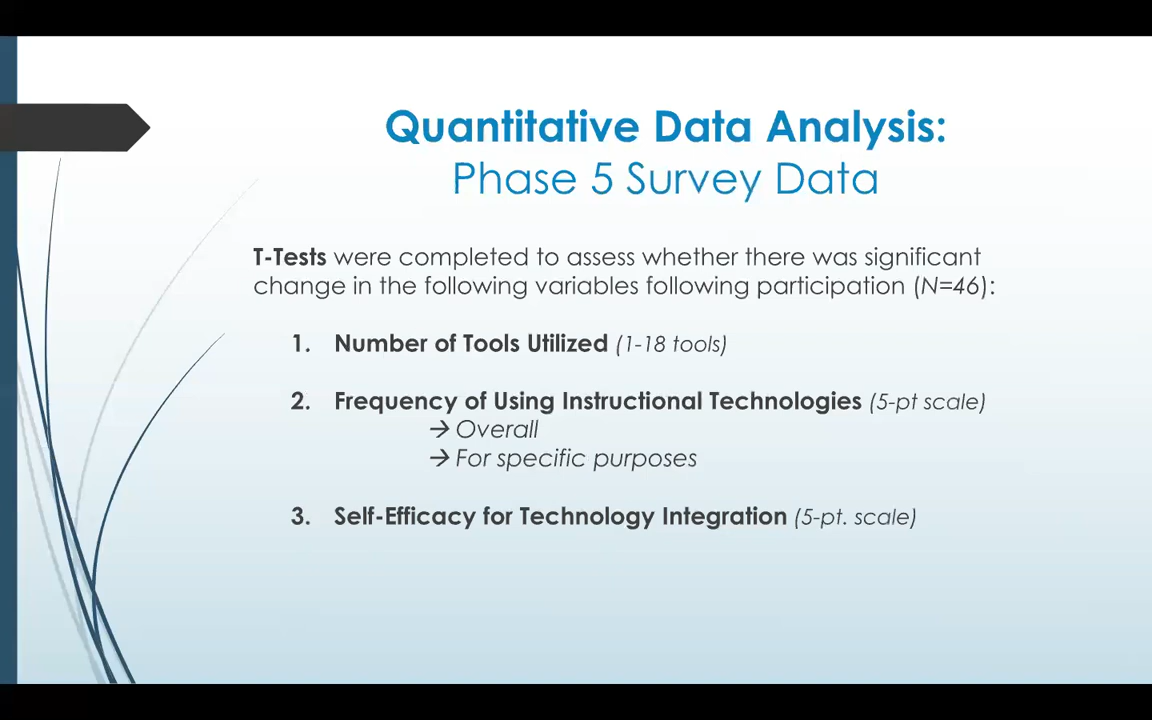 Quantitative Data Analysis:
Phase 5 Survey Data
T-Tests were completed to assess whether there was significant
change in the following variables following participation (N=46):
1. Number of Tools Utilized (1-18 tools)
2. Frequency of Using Instructional Technologies (5-pt scale)
→ Overall
→ For specific purposes
3. Self-Efficacy for Technology Integration (5-pt. scale)